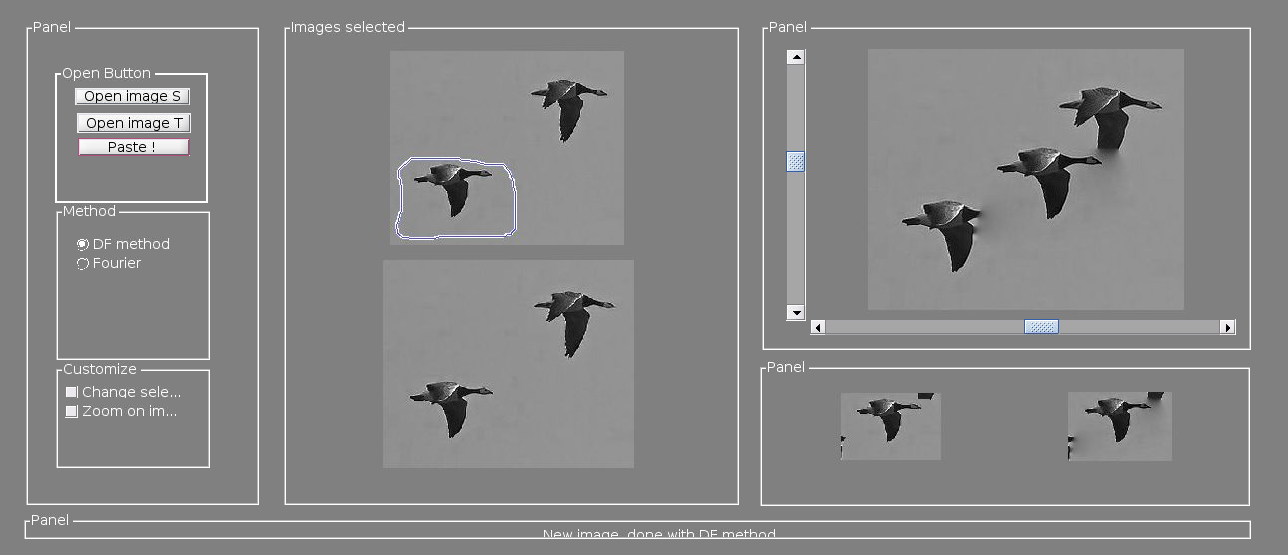 Panel
Open Button
Open image S
Open image T
Paste !
Method
DF method
Fourier
Customize
Change sele...
Zoom on im...
Images selected
Panel
Panel
Panel
New image, done with DF method